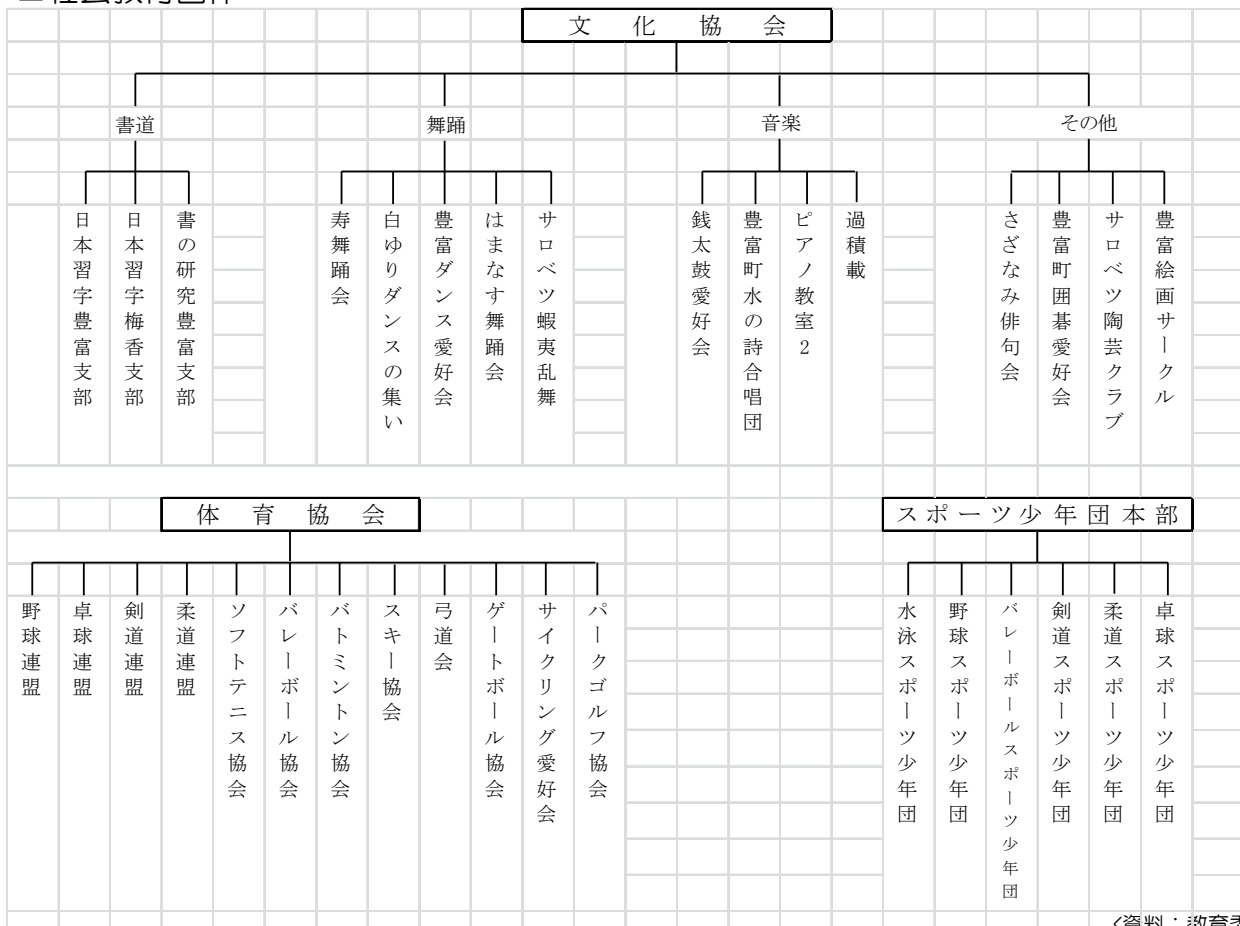 社会教育団体
文化協会
書道
舞踊
音楽
その他
日本習字豊富支部
日本習字梅香支部
書の研究豊富支部
寿舞踊会
白ゆりダンスの集い
豊富ダンス愛好会
はまなす舞踊会
サロベツ蝦夷乱舞
銭太鼓愛好会
豊富町水の詩合唱団
ピアノ教室2
過積載
さざなみ俳句会
豊富町囲碁愛好会
サロベツ陶芸クラブ
豊富絵画サークル
体育協会
野球連盟
卓球連盟
剣道連盟
柔道連盟
ソフトテニス協会
バレーボール協会
バトミントン協会
スキー協会
弓道会
ゲートボール協会
サイクリング愛好会
パークゴルフ協会
スポーツ少年団本部
水泳スポーツ少年団
野球スポーツ少年団
バレーボールスポーツ少年団
剣道スポーツ少年団
柔道スポーツ少年団
卓球スポーツ少年団
〈資料：教育委